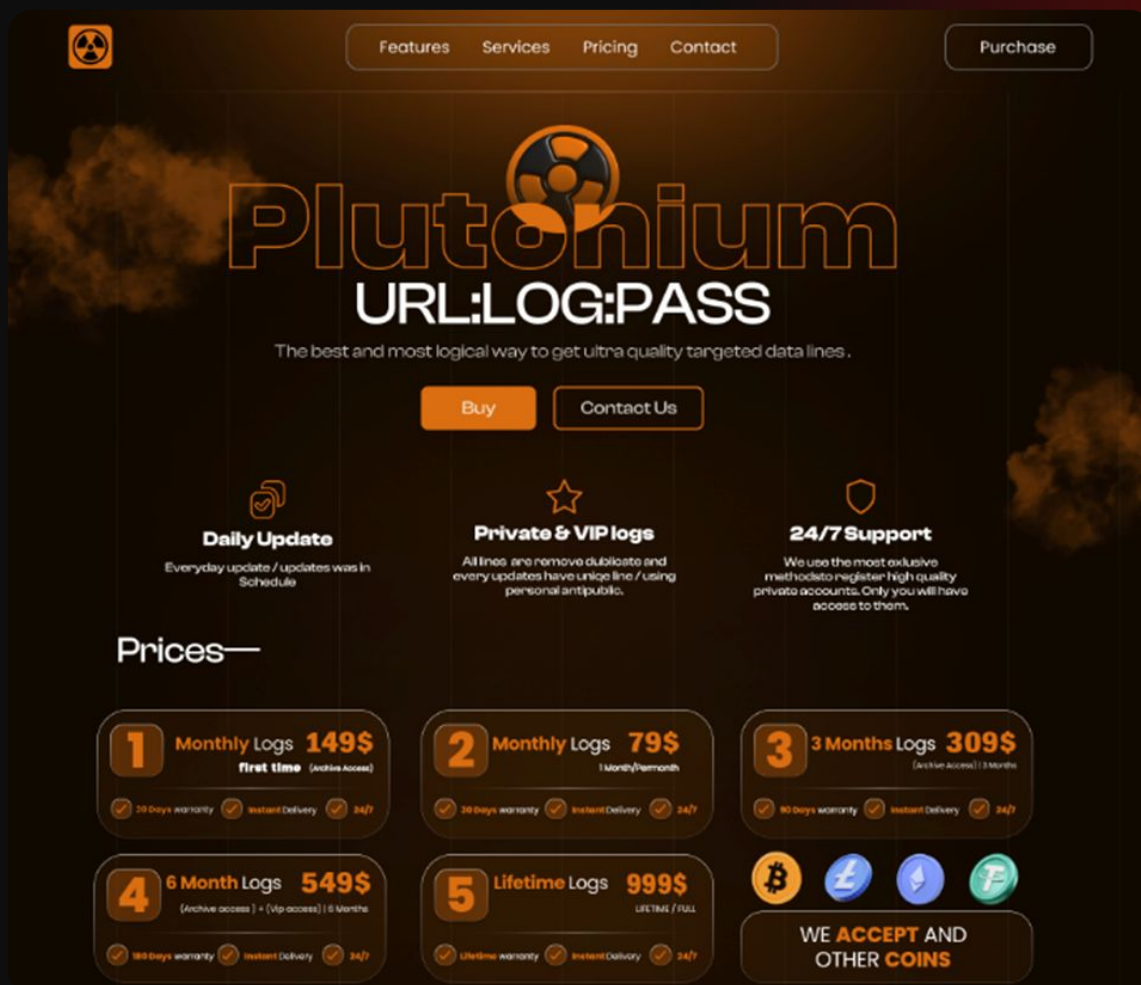 Features Services Pricing Contact
Purchase
Plutonium
URL:LOG:PASS
The best and most logical way to get ultra quality targeted data lines .
Buy
Contact Us
Daily Update
Everyday update / updates was in
Schedule
Private & VIP logs
All lines are remove dublicate and
every updates have uniqe line / using
personal antipublic.
24/7 Support
We use the most exlusive
methodsto register high quality
private accounts. Only you will have
access to them.
Prices—
1 Monthly Logs 149$
first time (Archive Access)
20 Days warranty Instant Delivery 24/7
2 Monthly Logs 79$
1 Month/Permonth
30 Days warranty Instant Delivery 24/7
3 3 Months Logs 309$
(Archive Access) | 3 Months
90 Days warranty Instant Delivery 24/7
4 6 Month Logs 549$
(Archive access ) + (Vip access) | 6 Months
180 Days warranty Instant Delivery 24/7
5 Lifetime Logs 999$
LIFETIME / FULL
Lifetime warranty Instant Delivery 24/7
WE ACCEPT AND
OTHER COINS